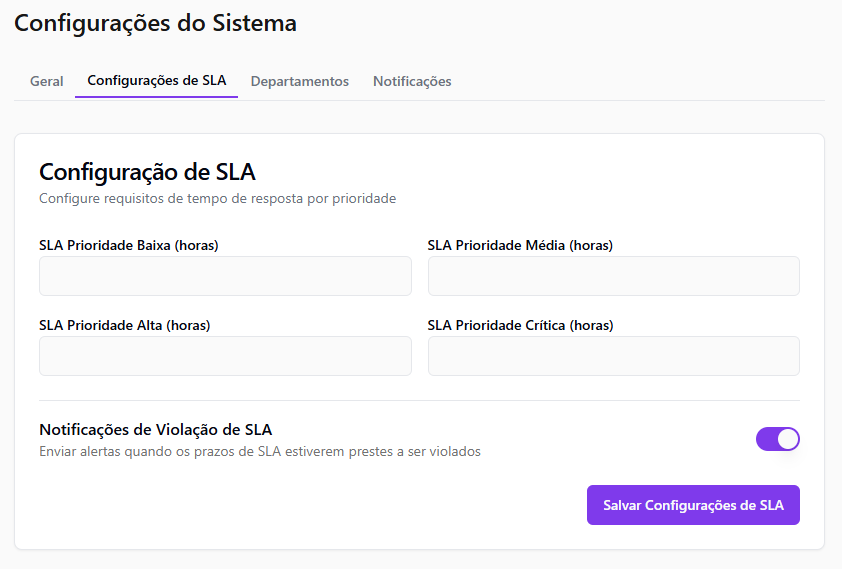 Configurações do Sistema
Geral Configurações de SLA Departamentos Notificações
Configuração de SLA
Configure requisitos de tempo de resposta por prioridade
SLA Prioridade Baixa (horas) SLA Prioridade Média (horas)
SLA Prioridade Alta (horas) SLA Prioridade Crítica (horas)
Notificações de Violação de SLA
Enviar alertas quando os prazos de SLA estiverem prestes a ser violados
Salvar Configurações de SLA